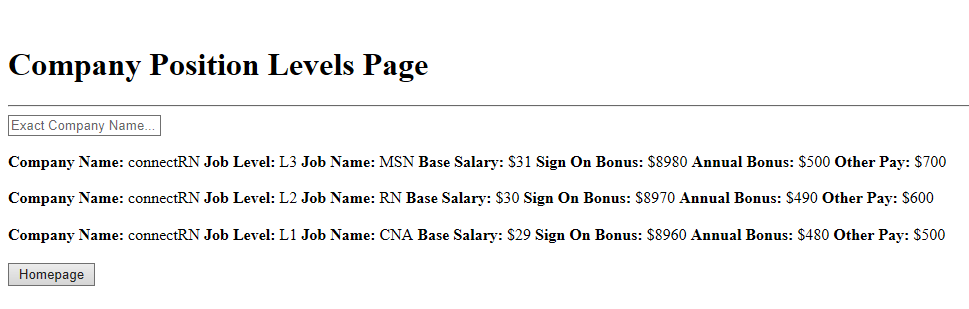 Company Position Levels Page
Exact Company Name...
Company Name: connectRN Job Level: L3 Job Name: MSN Base Salary: $31 Sign On Bonus: $8980 Annual Bonus: $500 Other Pay: $700
Company Name: connectRN Job Level: L2 Job Name: RN Base Salary: $30 Sign On Bonus: $8970 Annual Bonus: $490 Other Pay: $600
Company Name: connectRN Job Level: L1 Job Name: CNA Base Salary: $29 Sign On Bonus: $8960 Annual Bonus: $480 Other Pay: $500
Homepage